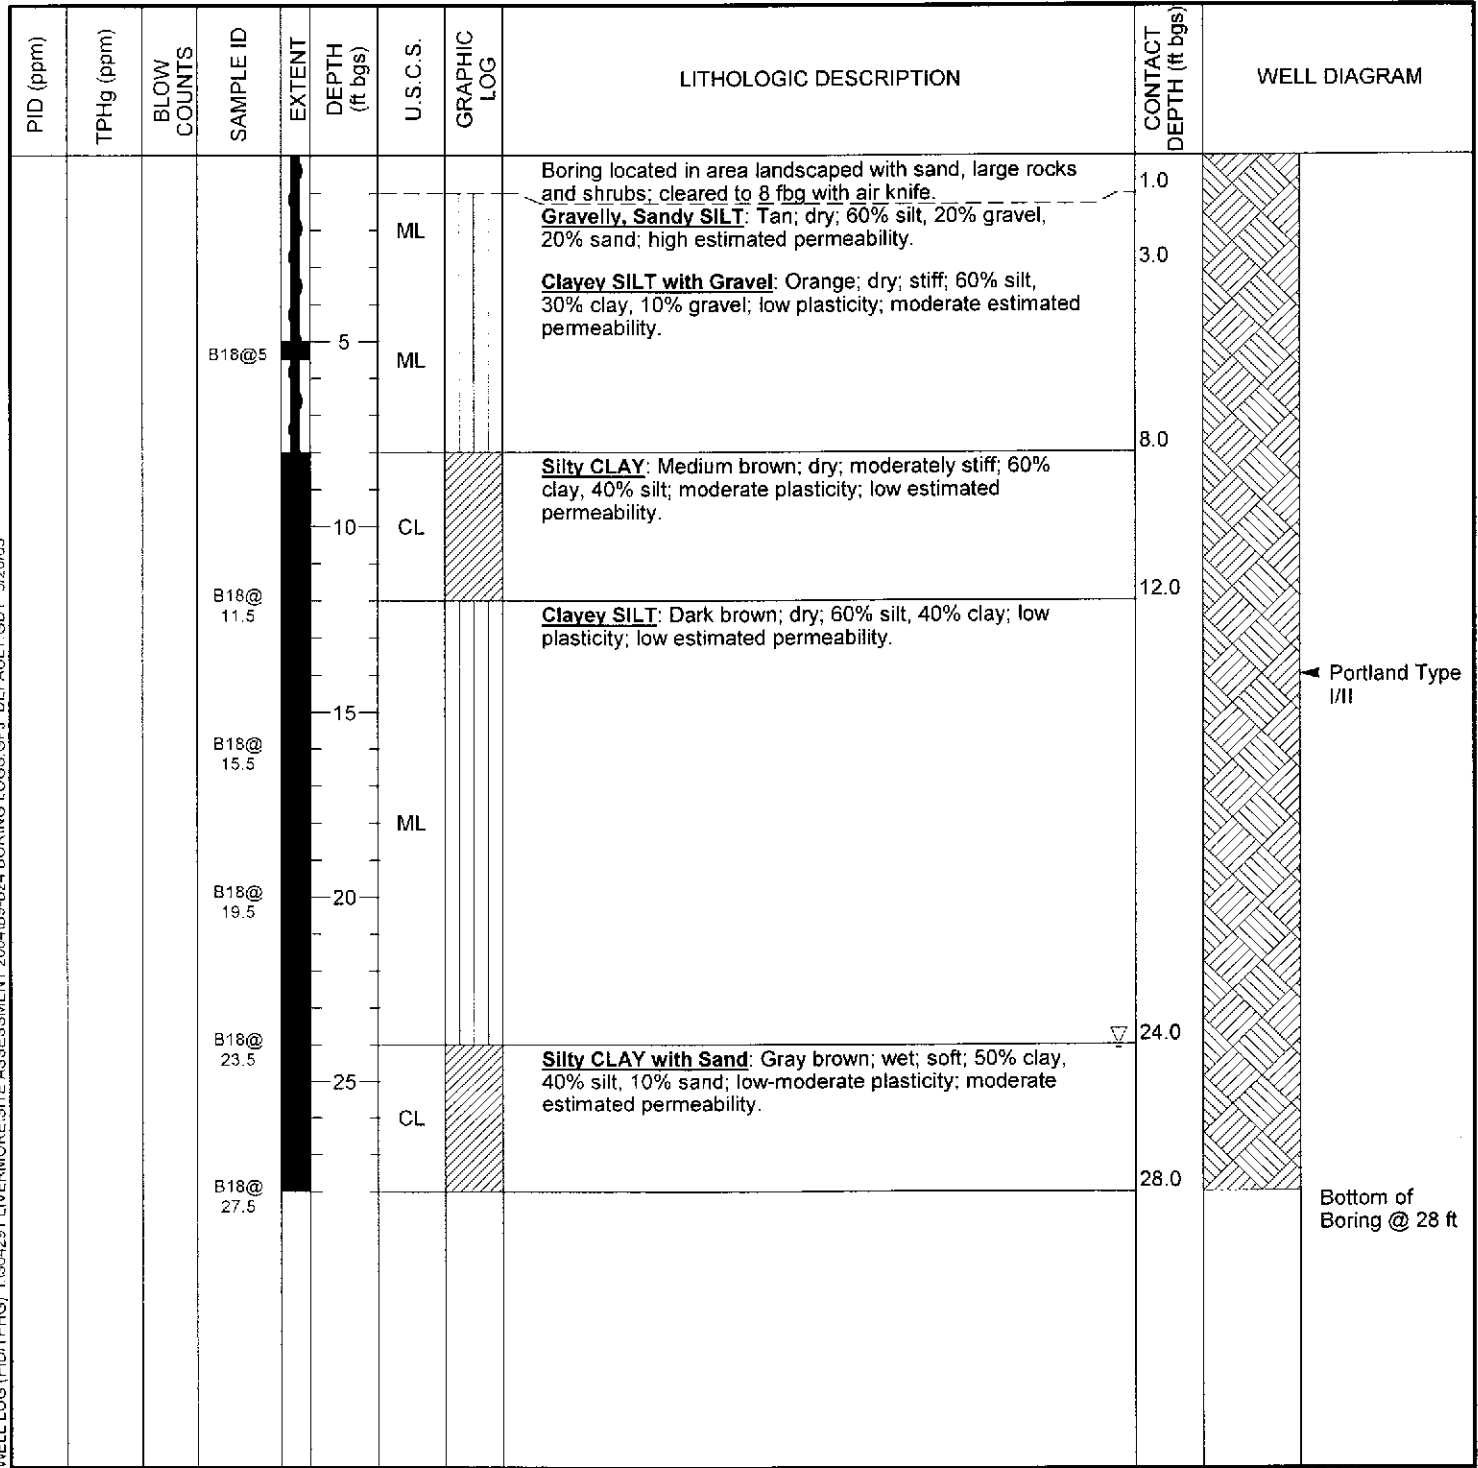 PID (ppm)
TPHg (ppm)
BLOW
COUNTS
SAMPLE ID
EXTENT
DEPTH
(ft bgs)
U.S.C.S.
GRAPHIC
LOG
LITHOLOGIC DESCRIPTION
CONTACT
DEPTH (ft bgs)
WELL DIAGRAM
Boring located in area landscaped with sand, large rocks
and shrubs; cleared to 8 fbg with air knife.
1.0
ML
Gravelly, Sandy SILT: Tan; dry; 60% silt, 20% gravel,
20% sand; high estimated permeability.
3.0
Clayey SILT with Gravel: Orange; dry; stiff; 60% silt,
30% clay, 10% gravel; low plasticity; moderate estimated
permeability.
B18@5
5
ML
8.0
Silty CLAY: Medium brown; dry; moderately stiff; 60%
clay, 40% silt; moderate plasticity; low estimated
permeability.
10
CL
B18@
11.5
12.0
Clayey SILT: Dark brown; dry; 60% silt, 40% clay; low
plasticity; low estimated permeability.
Portland Type
I/II
15
B18@
15.5
ML
B18@
19.5
20
B18@
23.5
24.0
Silty CLAY with Sand: Gray brown; wet; soft; 50% clay,
40% silt, 10% sand; low-moderate plasticity; moderate
estimated permeability.
25
CL
B18@
27.5
28.0
Bottom of
Boring @ 28 ft